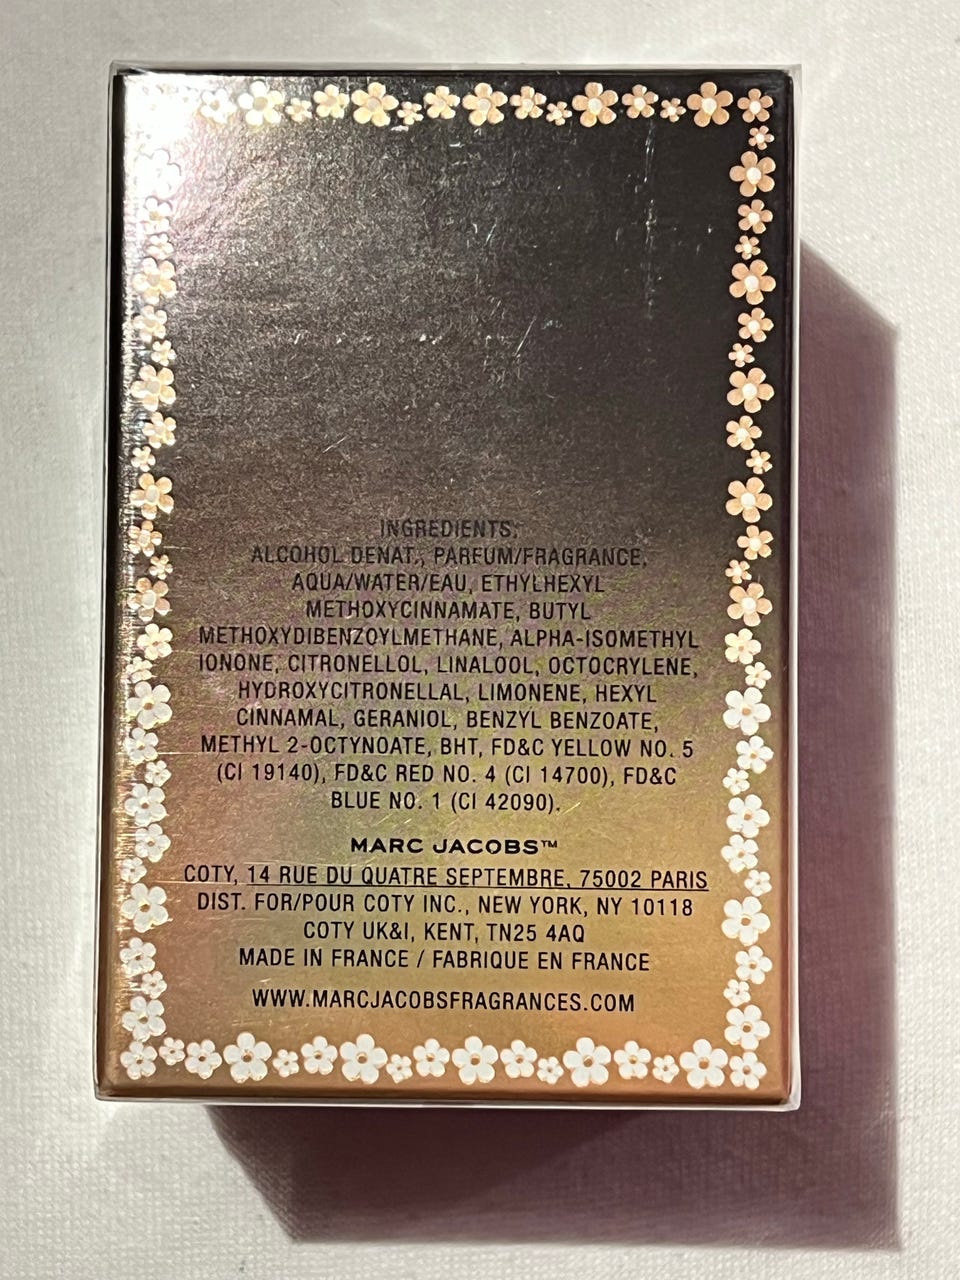 INGREDIENTS:
ALCOHOL DENAT., PARFUM/FRAGRANCE,
AQUA/WATER/EAU, ETHYLHEXYL
METHOXYCINNAMATE, BUTYL
METHOXYDIBENZOYLMETHANE, ALPHA-ISOMETHYL
IONONE, CITRONELLOL, LINALOOL, OCTOCRYLENE,
HYDROXYCITRONELLAL, LIMONENE, HEXYL
CINNAMAL, GERANIOL, BENZYL BENZOATE,
METHYL 2-OCTYNOATE, BHT, FD&C YELLOW NO. 5
(CI 19140), FD&C RED NO. 4 (CI 14700), FD&C
BLUE NO. 1 (CI 42090).
MARC JACOBS™
COTY, 14 RUE DU QUATRE SEPTEMBRE, 75002 PARIS
DIST. FOR/POUR COTY INC., NEW YORK, NY 10118
COTY UK&I, KENT, TN25 4AQ
MADE IN FRANCE / FABRIQUE EN FRANCE
WWW.MARCJACOBSFRAGRANCES.COM